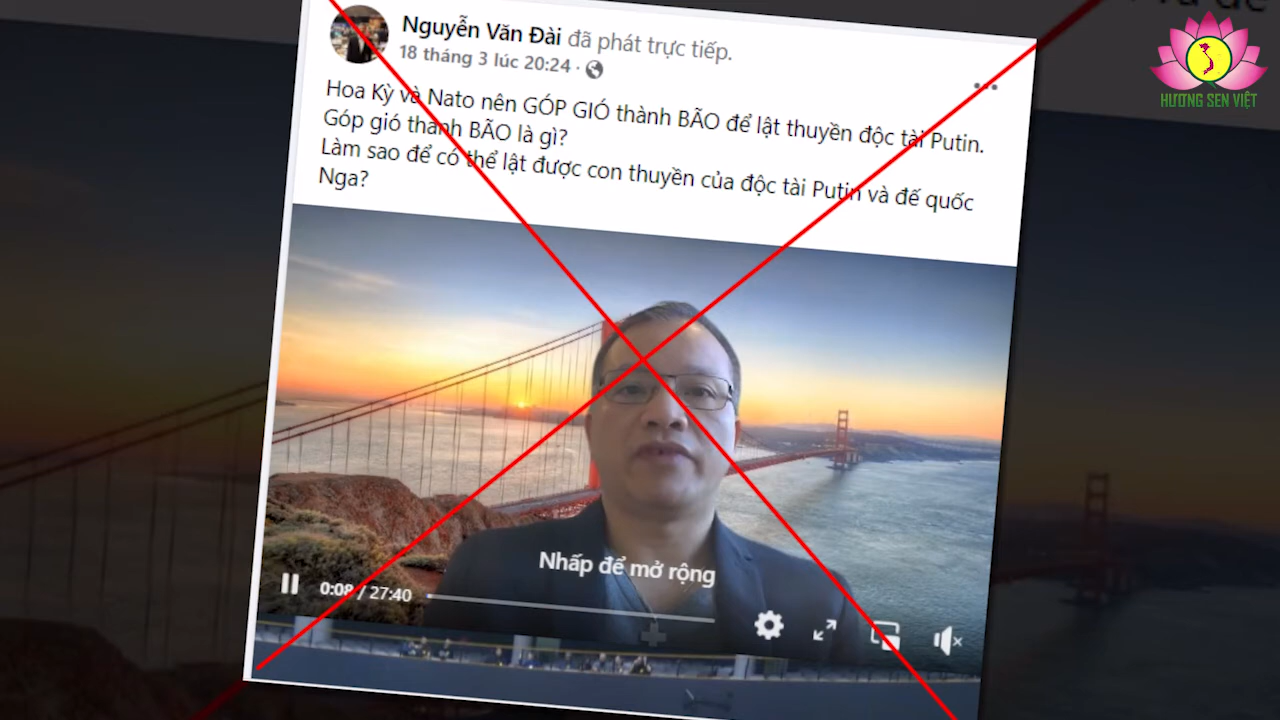 Nguyễn Văn Đài đã phát trực tiếp.
18 tháng 3 lúc 20:24 ·
Hoa Kỳ và Nato nên GÓP GIÓ thành BÃO để lật thuyền độc tài Putin.
Góp gió thành BÃO là gì?
Làm sao để có thể lật được con thuyền của độc tài Putin và đế quốc
Nga?
HƯƠNG SEN VIỆT
Nhấp để mở rộng
0:08 / 27:40